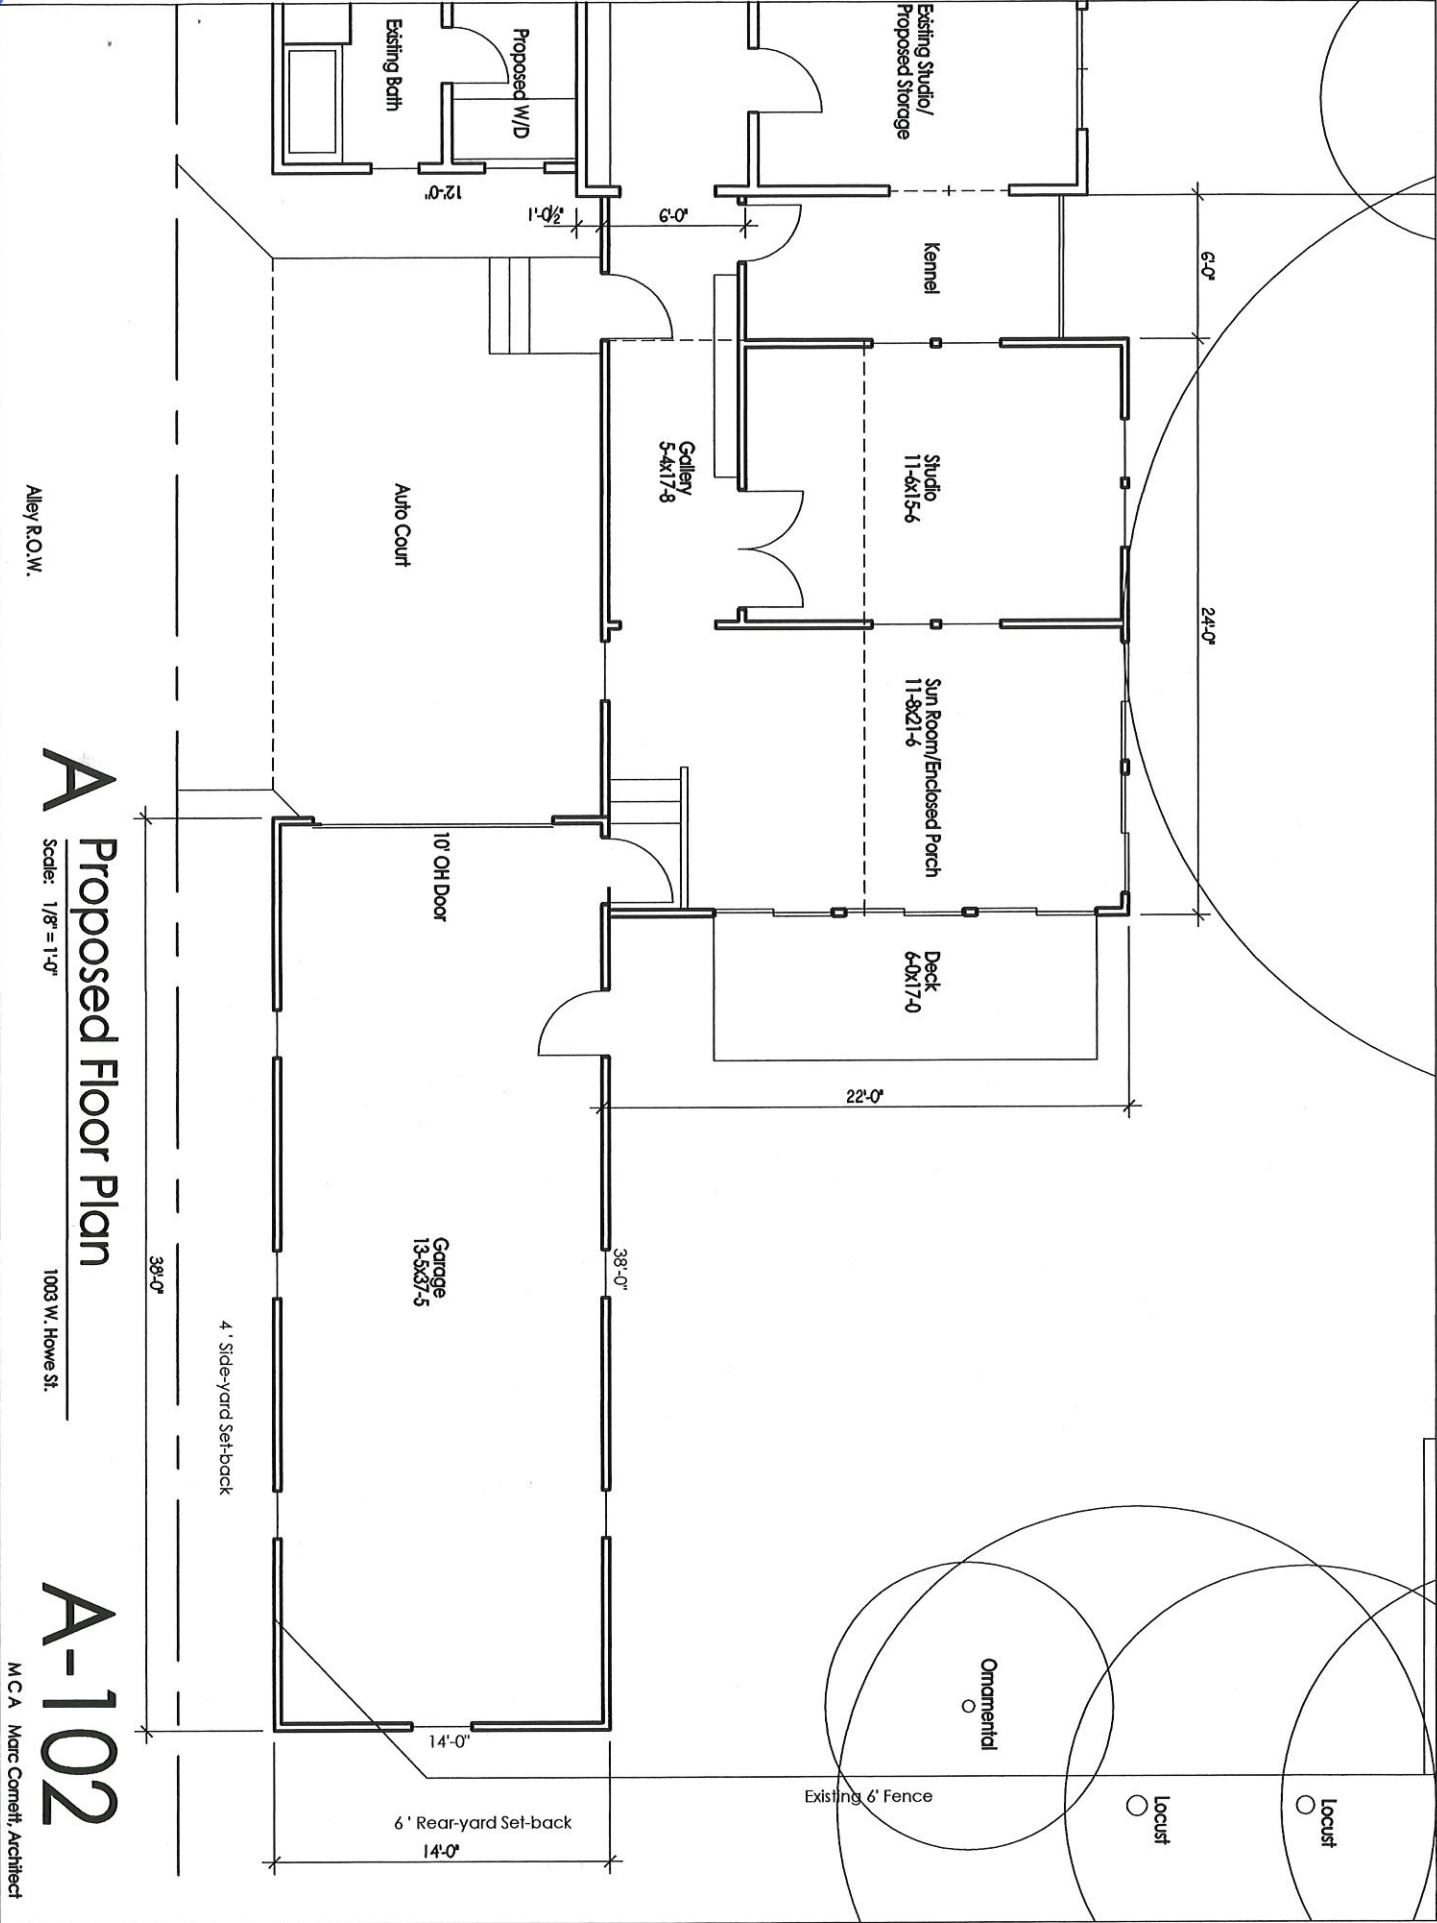 Existing Studio/
Proposed Storage
Proposed W/D
Existing Bath
12'-0"
1'-0½"
6'-0"
Kennel
6'-0"
Studio
11-6x15-6
24'-0"
Gallery
5-4x17-8
Auto Court
Alley R.O.W.
Sun Room/Enclosed Porch
11-8x21-6
10' OH Door
Deck
6-0x17-0
22'-0"
Garage
13-5x37-5
38'-0"
38'-0"
4 ' Side-yard Set-back
14'-0"
6 ' Rear-yard Set-back
14'-0"
Existing 6' Fence
Ornamental
Locust
Locust
A
Proposed Floor Plan
Scale: 1/8" = 1'-0"
1003 W. Howe St.
A-102
M C A Marc Cornett, Architect